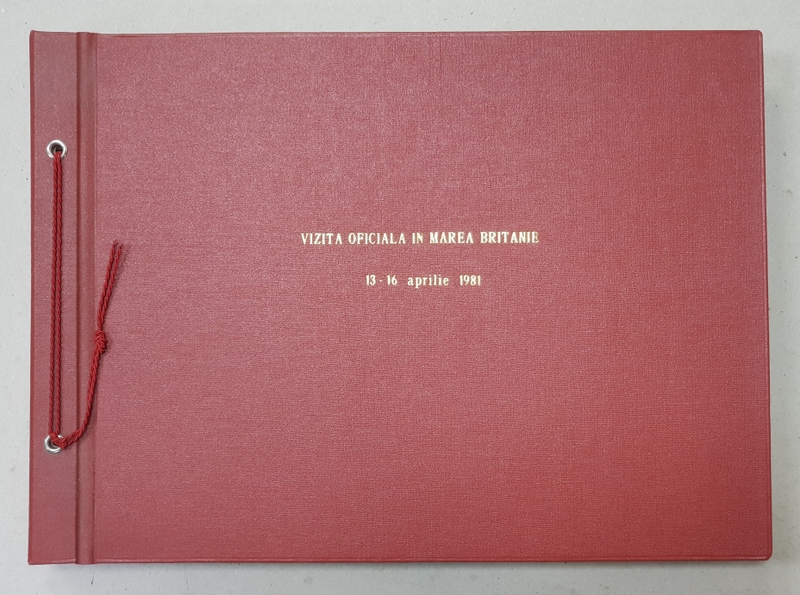 VIZITA OFICIALA IN MAREA BRITANIE
13-16 aprilie 1981